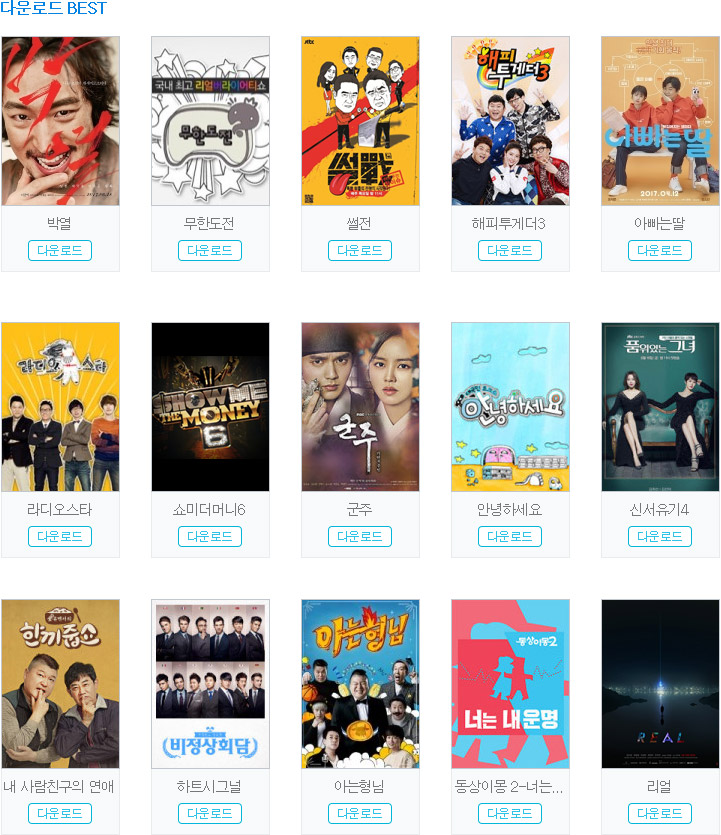 다운로드 BEST
박열
국내 최고 리얼버라이어티쇼
무한도전
jtbc
썰戰
해피
투게더3
아빠는딸
2017.04.12
박열
무한도전
썰전
해피투게더3
아빠는딸
다운로드
다운로드
다운로드
다운로드
다운로드
라디오스타
SHOW ME
THE MONEY
6
군주
안녕하세요
품위있는 그녀
라디오스타
쇼미더머니6
군주
안녕하세요
신서유기4
다운로드
다운로드
다운로드
다운로드
다운로드
한끼줍쇼
비정상회담
아는형님
동상이몽2
너는 내 운명
REAL
내 사람친구의 연애
하트시그널
아는형님
동상이몽 2-너는...
리얼
다운로드
다운로드
다운로드
다운로드
다운로드